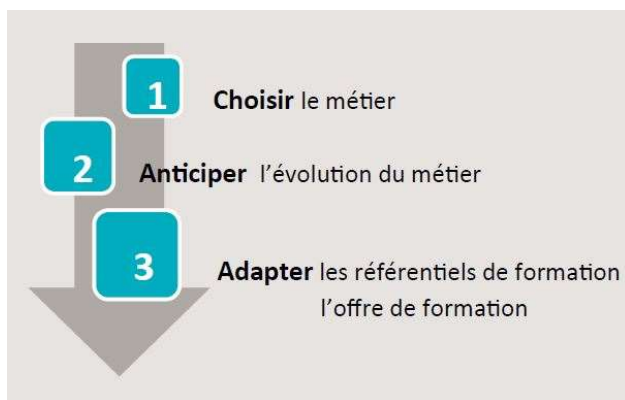 1
Choisir le métier
2
Anticiper l'évolution du métier
3
Adapter les référentiels de formation
l'offre de formation